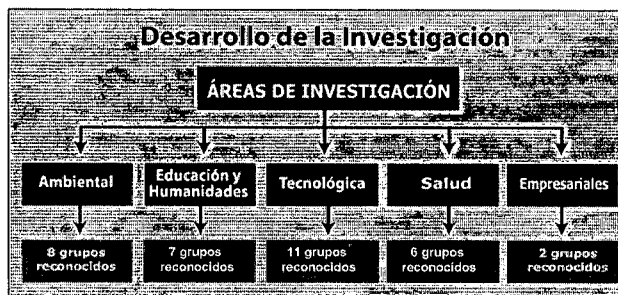 Desarrollo de la Investigación
ÁREAS DE INVESTIGACIÓN
Ambiental
Educación y
Humanidades
Tecnológica
Salud
Empresariales
8 grupos
reconocidos
7 grupos
reconocidos
11 grupos
reconocidos
6 grupos
reconocidos
2 grupos
reconocidos